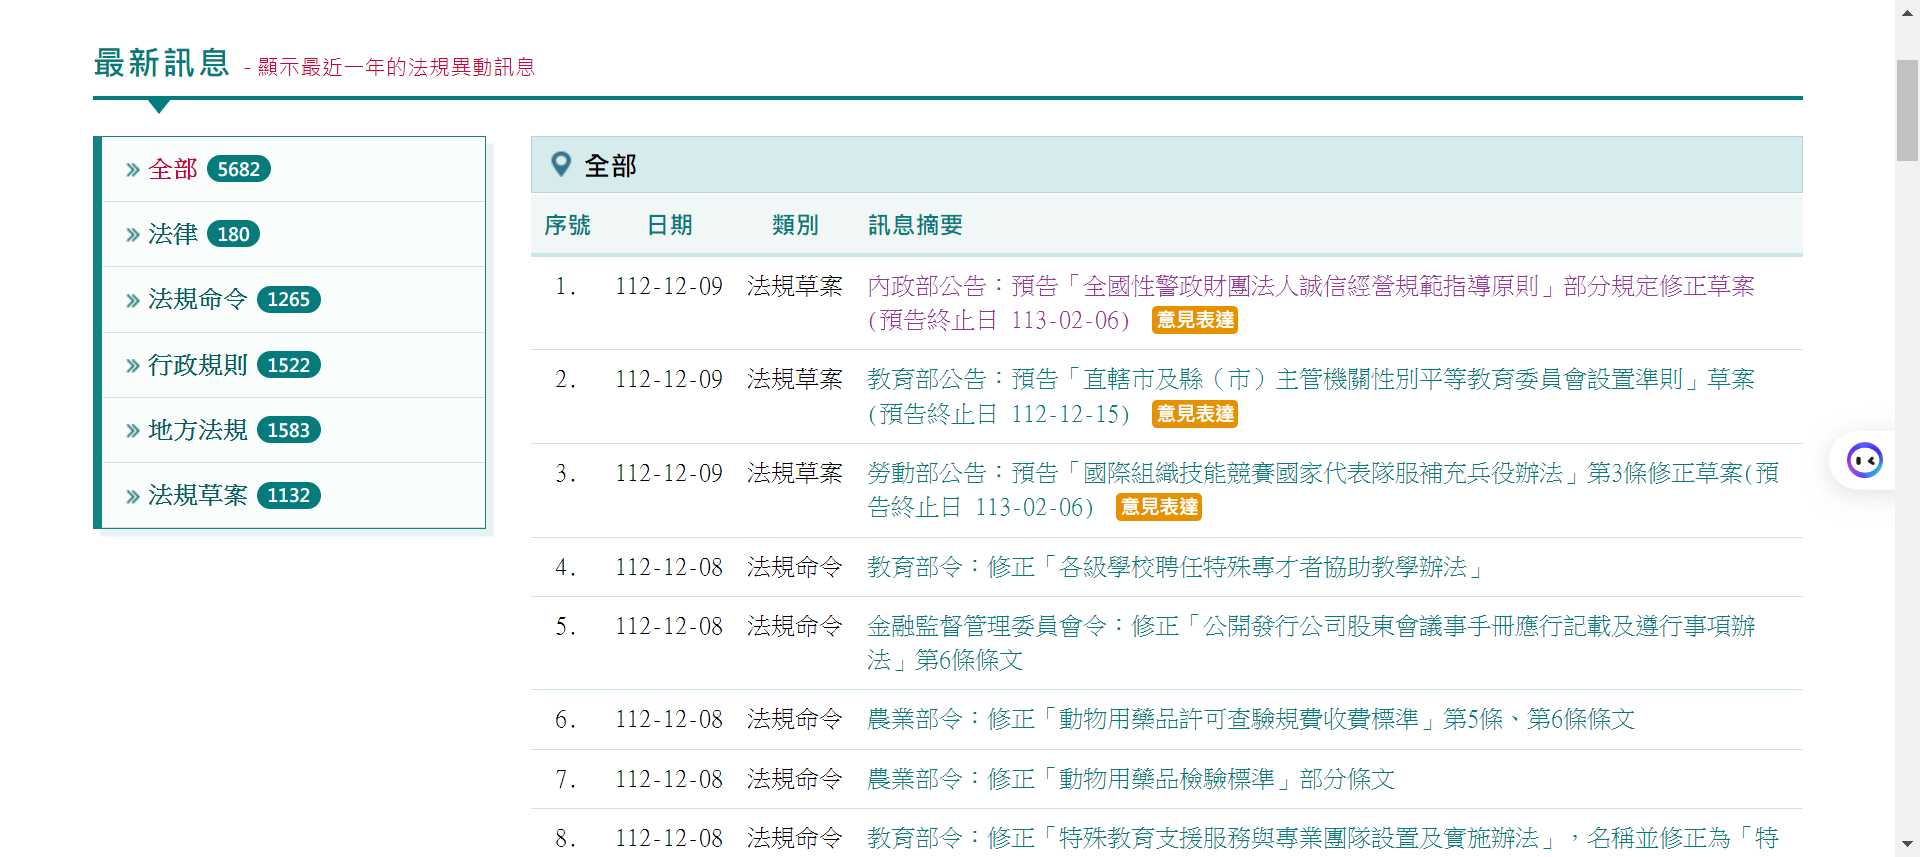 最新訊息 - 顯示最近一年的法規異動訊息
全部 5682
法律 180
法規命令 1265
行政規則 1522
地方法規 1583
法規草案 1132
全部
序號 日期 類別 訊息摘要
1. 112-12-09 法規草案 內政部公告：預告「全國性警政財團法人誠信經營規範指導原則」部分規定修正草案
(預告終止日 113-02-06) 意見表達
2. 112-12-09 法規草案 教育部公告：預告「直轄市及縣（市）主管機關性別平等教育委員會設置準則」草案
(預告終止日 112-12-15) 意見表達
3. 112-12-09 法規草案 勞動部公告：預告「國際組織技能競賽國家代表隊服補充兵役辦法」第3條修正草案(預
告終止日 113-02-06) 意見表達
4. 112-12-08 法規命令 教育部令：修正「各級學校聘任特殊專才者協助教學辦法」
5. 112-12-08 法規命令 金融監督管理委員會令：修正「公開發行公司股東會議事手冊應行記載及遵行事項辦
法」第6條條文
6. 112-12-08 法規命令 農業部令：修正「動物用藥品許可查驗規費收費標準」第5條、第6條條文
7. 112-12-08 法規命令 農業部令：修正「動物用藥品檢驗標準」部分條文
8. 112-12-08 法規命令 教育部令：修正「特殊教育支援服務與專業團隊設置及實施辦法」，名稱並修正為「特